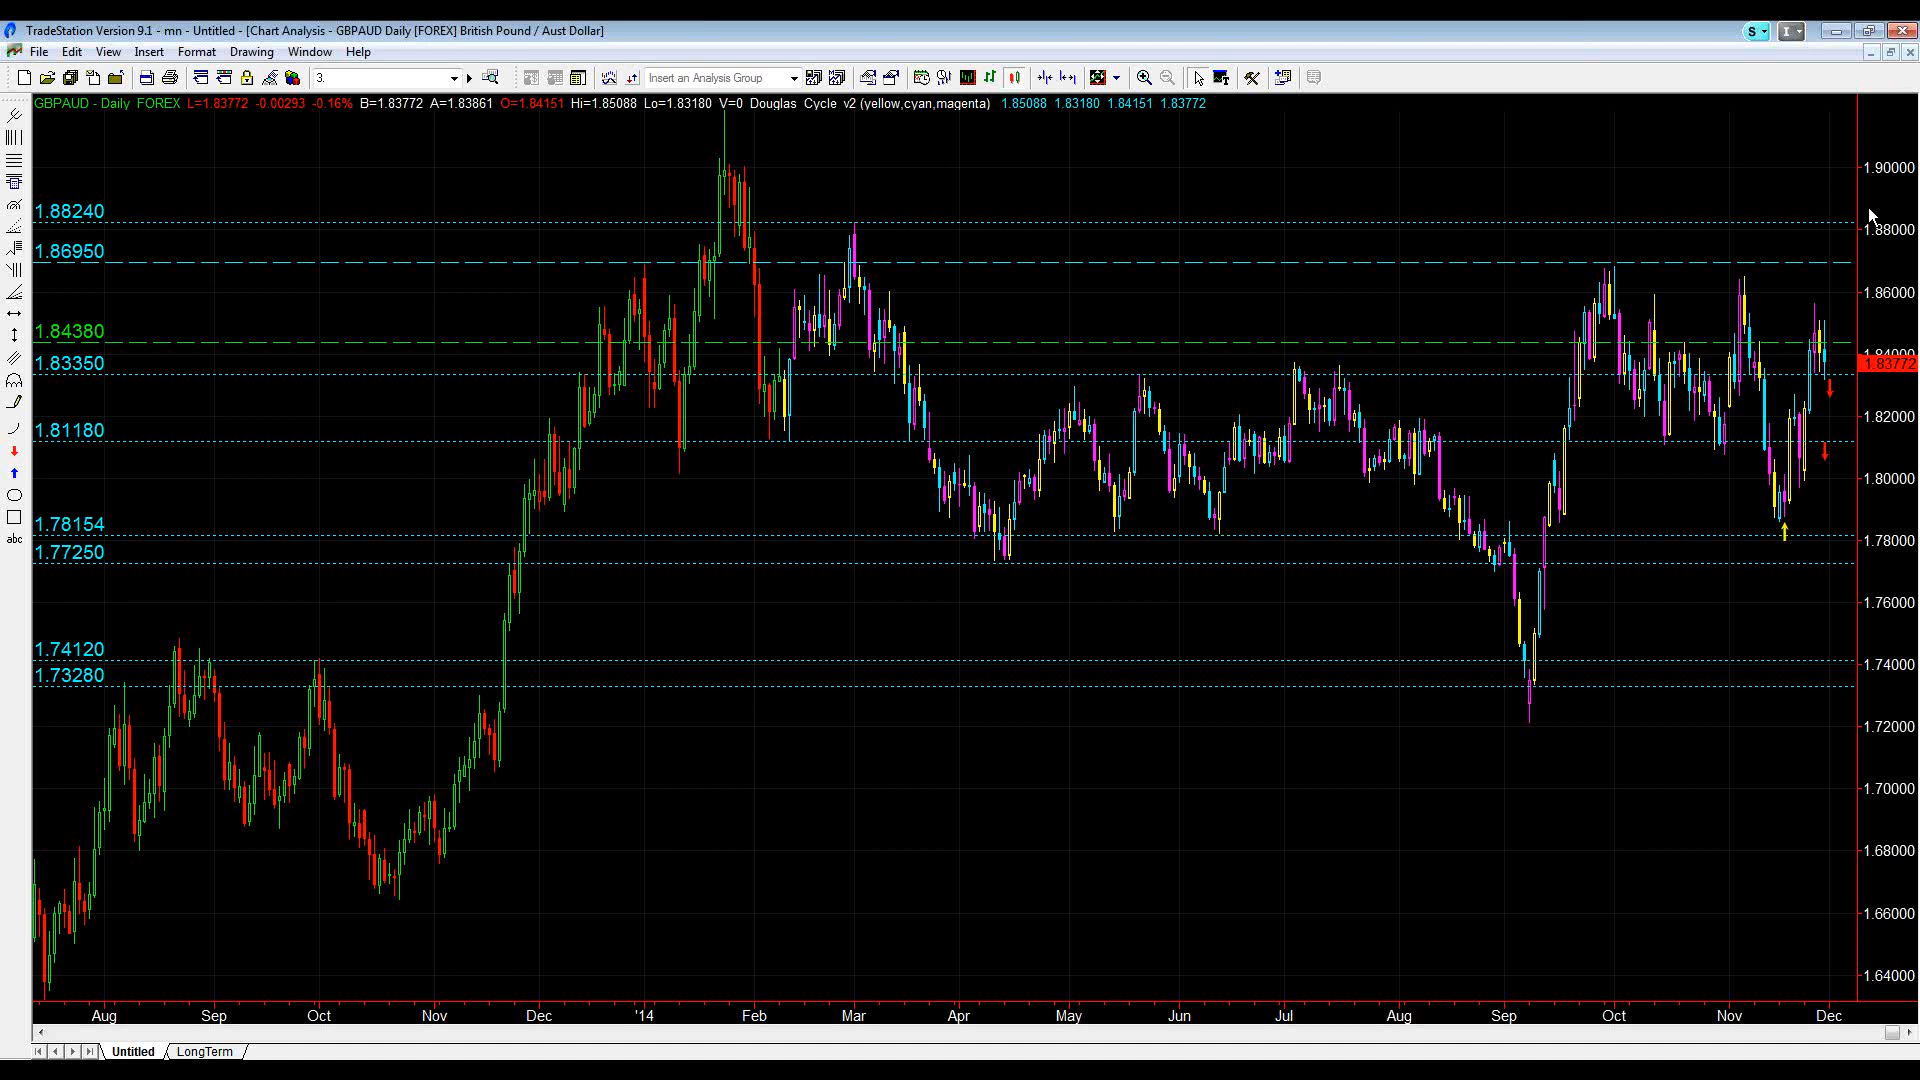 TradeStation Version 9.1 - mn - Untitled - [Chart Analysis - GBPAUD Daily [FOREX] British Pound / Aust Dollar]
S
I
File Edit View Insert Format Drawing Window Help
3.
Insert an Analysis Group
GBPAUD - Daily FOREX L=1.83772 -0.00293 -0.16% B=1.83772 A=1.83861 O=1.84151 Hi=1.85088 Lo=1.83180 V=0 Douglas Cycle v2 (yellow,cyan,magenta) 1.85088 1.83180 1.84151 1.83772
1.90000
1.88240
1.88000
1.86950
1.86000
1.84380
1.84000
1.83350
1.83772
1.82000
1.81180
1.80000
1.78154
1.78000
1.77250
1.76000
1.74120
1.74000
1.73280
1.72000
1.70000
1.68000
1.66000
1.64000
abc
Aug Sep Oct Nov Dec '14 Feb Mar Apr May Jun Jul Aug Sep Oct Nov Dec
Untitled LongTerm